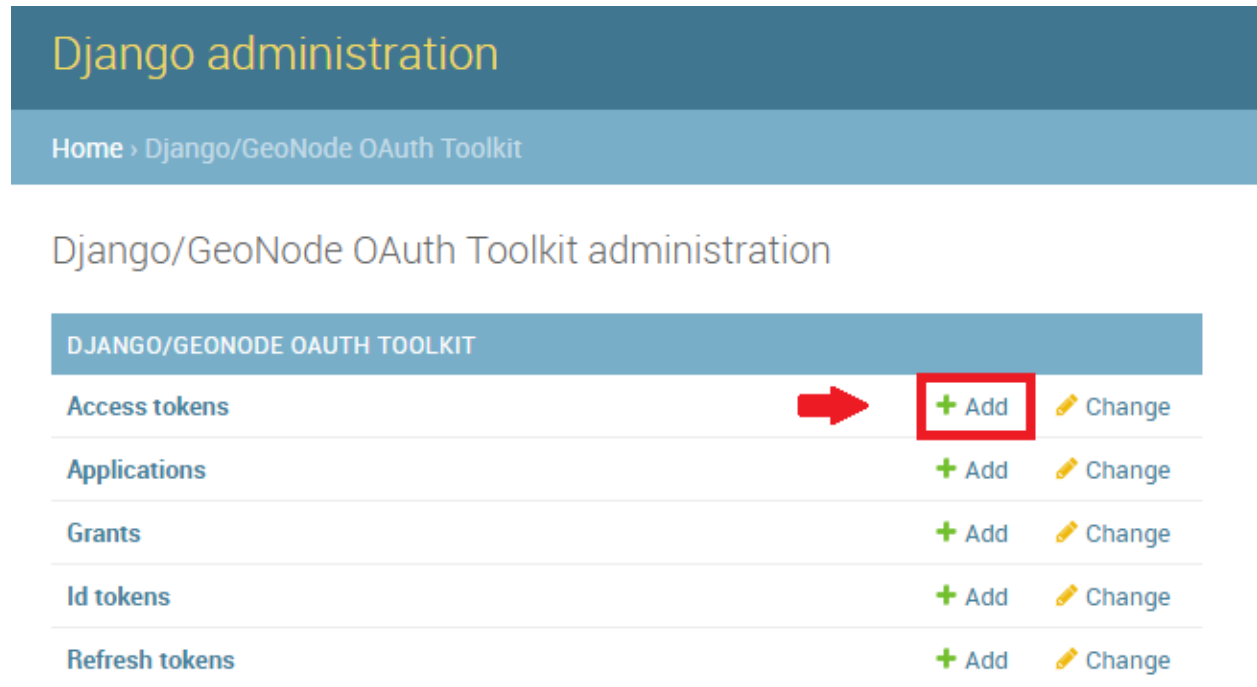 Django administration
Home › Django/GeoNode OAuth Toolkit
Django/GeoNode OAuth Toolkit administration
DJANGO/GEONODE OAUTH TOOLKIT
Access tokens + Add Change
Applications + Add Change
Grants + Add Change
Id tokens + Add Change
Refresh tokens + Add Change